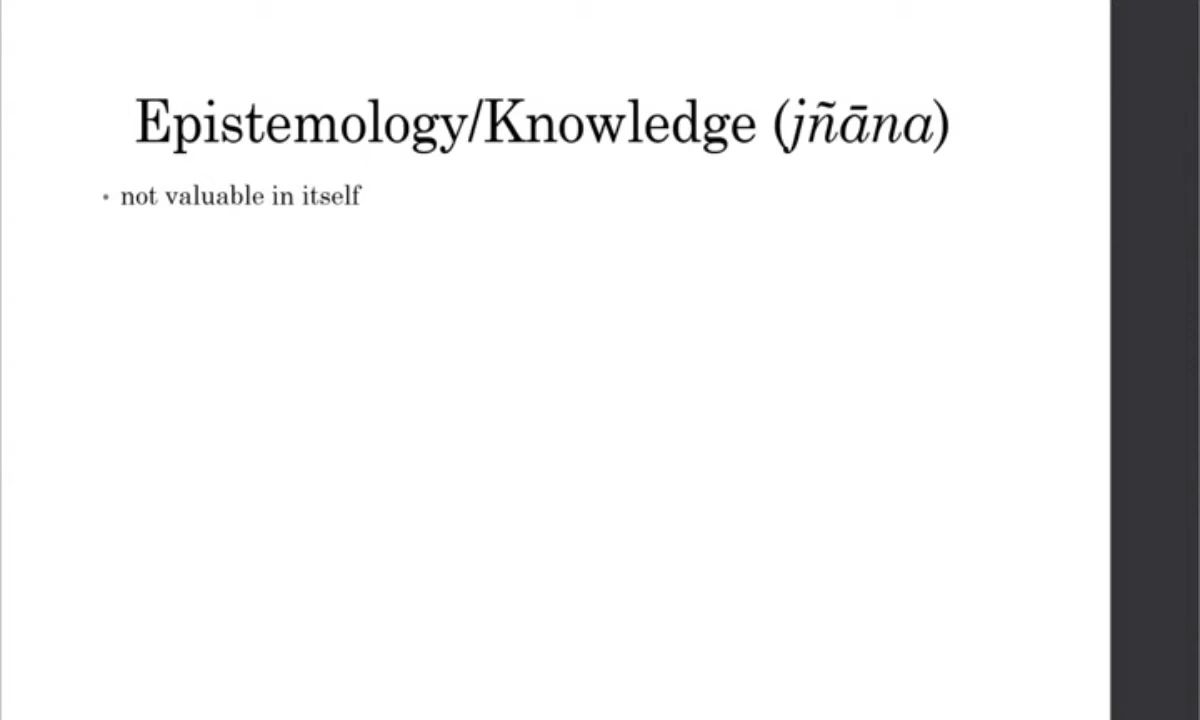 Epistemology/Knowledge (jñāna)
• not valuable in itself